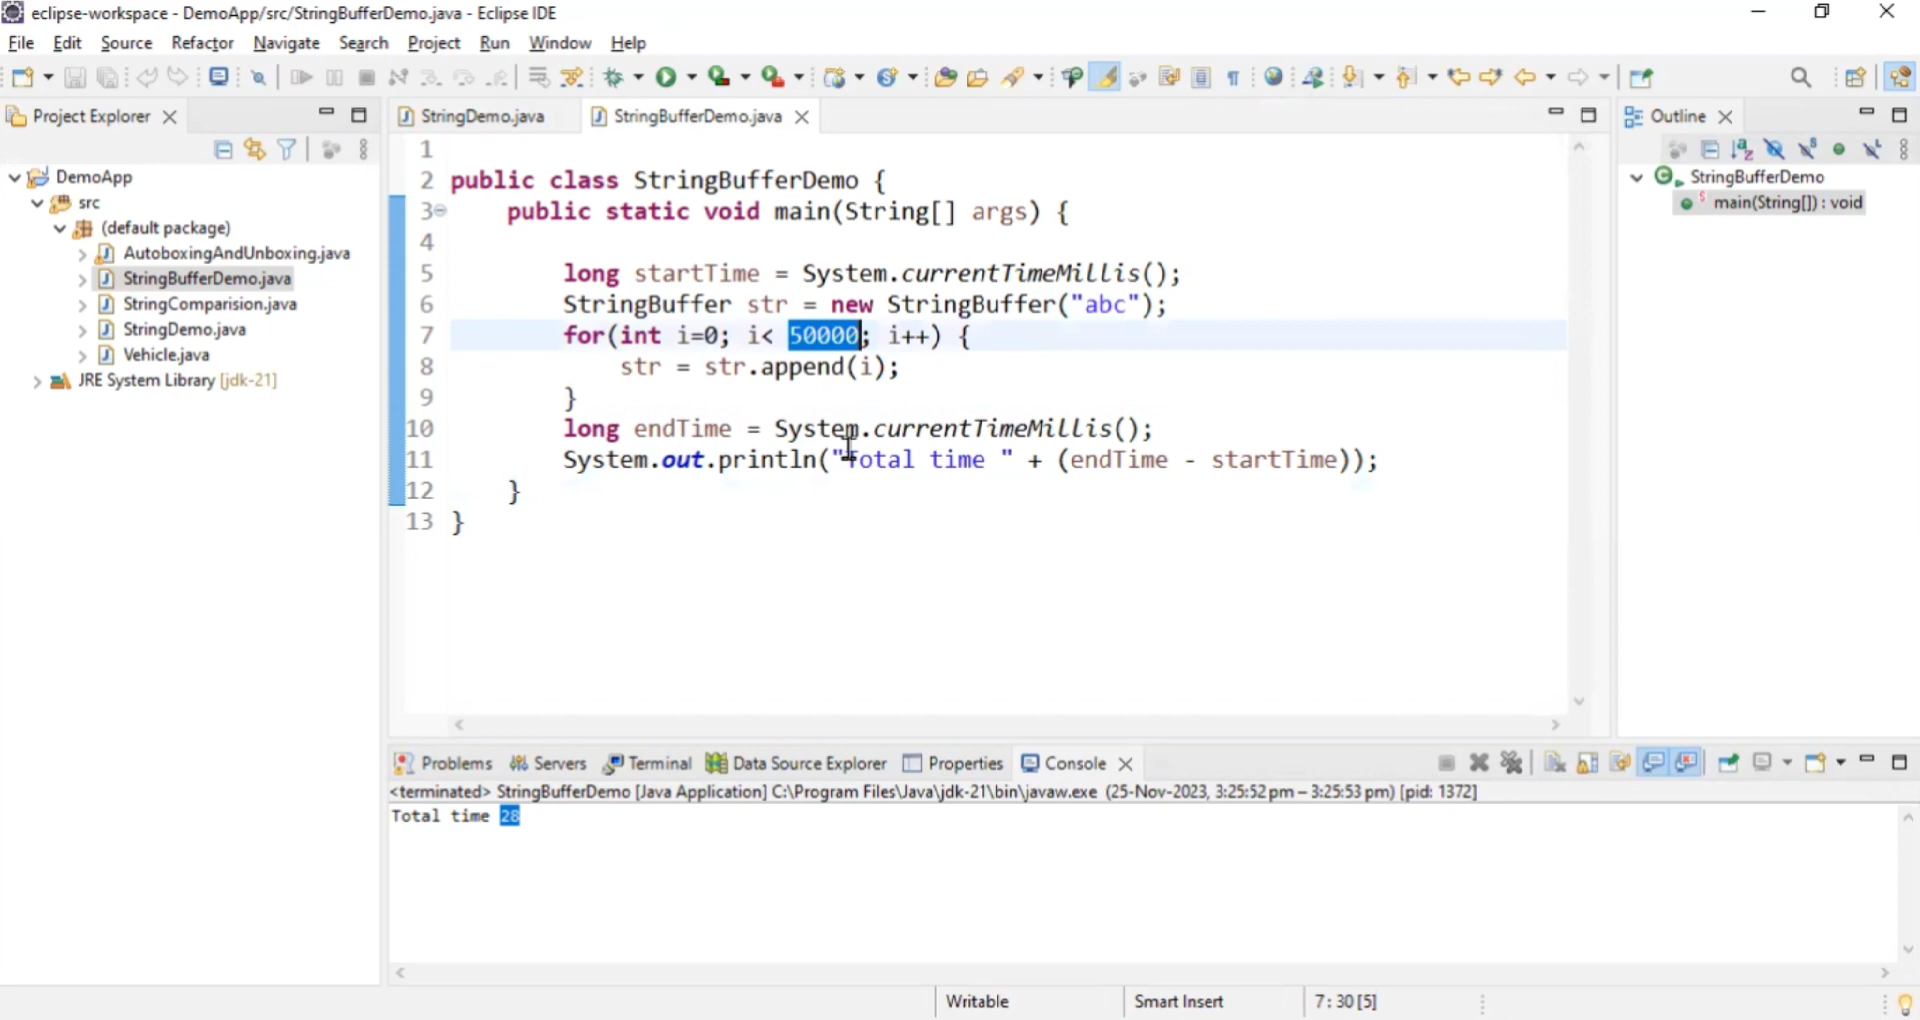 eclipse-workspace - DemoApp/src/StringBufferDemo.java - Eclipse IDE
File Edit Source Refactor Navigate Search Project Run Window Help
Project Explorer
DemoApp
src
(default package)
AutoboxingAndUnboxing.java
StringBufferDemo.java
StringComparision.java
StringDemo.java
Vehicle.java
JRE System Library [jdk-21]
StringDemo.java StringBufferDemo.java
1
2 public class StringBufferDemo {
3 public static void main(String[] args) {
4
5 long startTime = System.currentTimeMillis();
6 StringBuffer str = new StringBuffer("abc");
7 for(int i=0; i< 50000; i++) {
8 str = str.append(i);
9 }
10 long endTime = System.currentTimeMillis();
11 System.out.println("Total time " + (endTime - startTime));
12 }
13 }
Outline
StringBufferDemo
main(String[]) : void
Problems Servers Terminal Data Source Explorer Properties Console
<terminated> StringBufferDemo [Java Application] C:\Program Files\Java\jdk-21\bin\javaw.exe (25-Nov-2023, 3:25:52 pm – 3:25:53 pm) [pid: 1372]
Total time 28
Writable Smart Insert 7 : 30 [5]